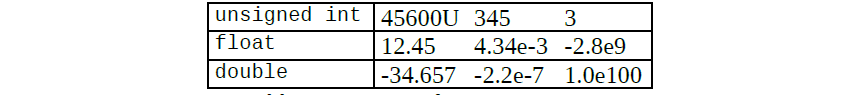 unsigned int 45600U 345 3
float 12.45 4.34e-3 -2.8e9
double -34.657 -2.2e-7 1.0e100